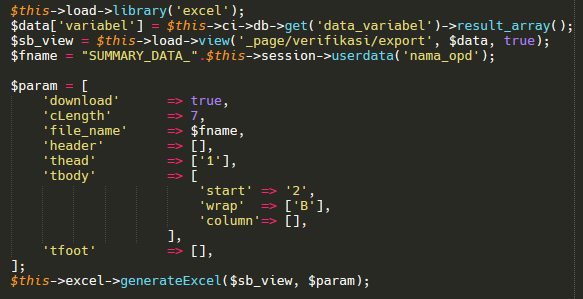 $this->load->library('excel');
$data['variabel'] = $this->ci->db->get('data_variabel')->result_array();
$sb_view = $this->load->view('_page/verifikasi/export', $data, true);
$fname = "SUMMARY_DATA_".$this->session->userdata('nama_opd');

$param = [
    'download'      => true,
    'cLength'       => 7,
    'file_name'     => $fname,
    'header'        => [],
    'thead'         => ['1'],
    'tbody'         => [
                        'start' => '2',
                        'wrap'  => ['B'],
                        'column'=> [],
                    ],
    'tfoot'         => [],
];
$this->excel->generateExcel($sb_view, $param);